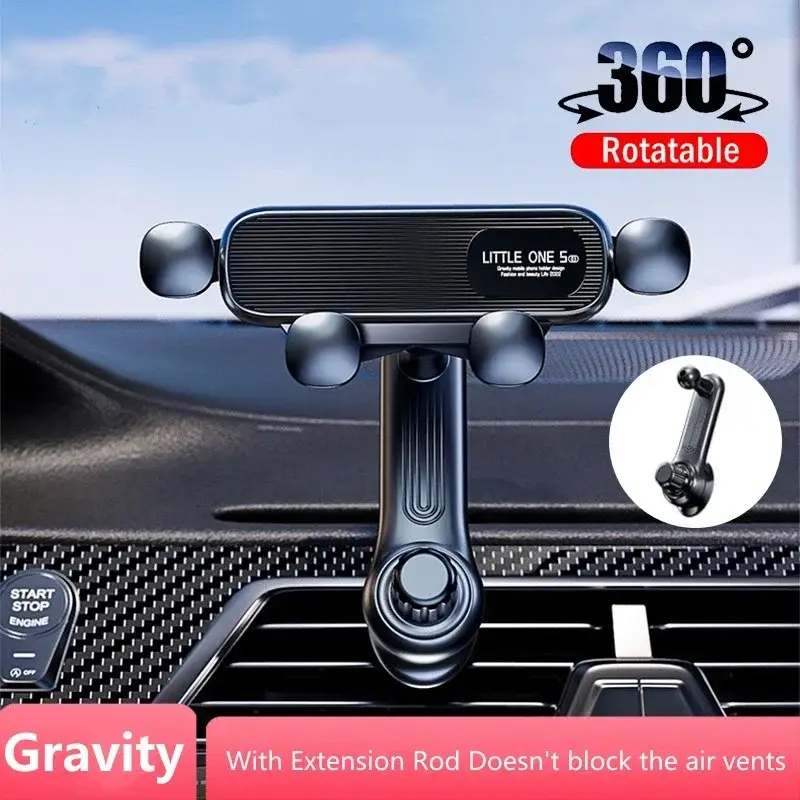 360°
Rotatable
LITTLE ONE 5
Gravity mobile phone holder design
Fashion and beauty Life 2022
START
STOP
ENGINE
OFF
Gravity
With Extension Rod Doesn't block the air vents